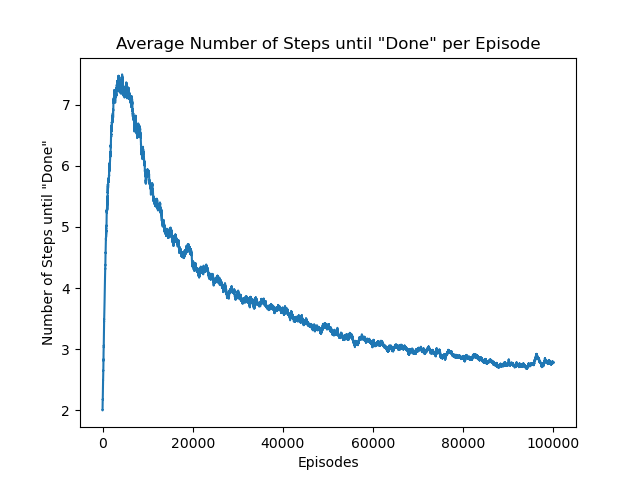 Average Number of Steps until "Done" per Episode
Number of Steps until "Done"
7
6
5
4
3
2
0 20000 40000 60000 80000 100000
Episodes